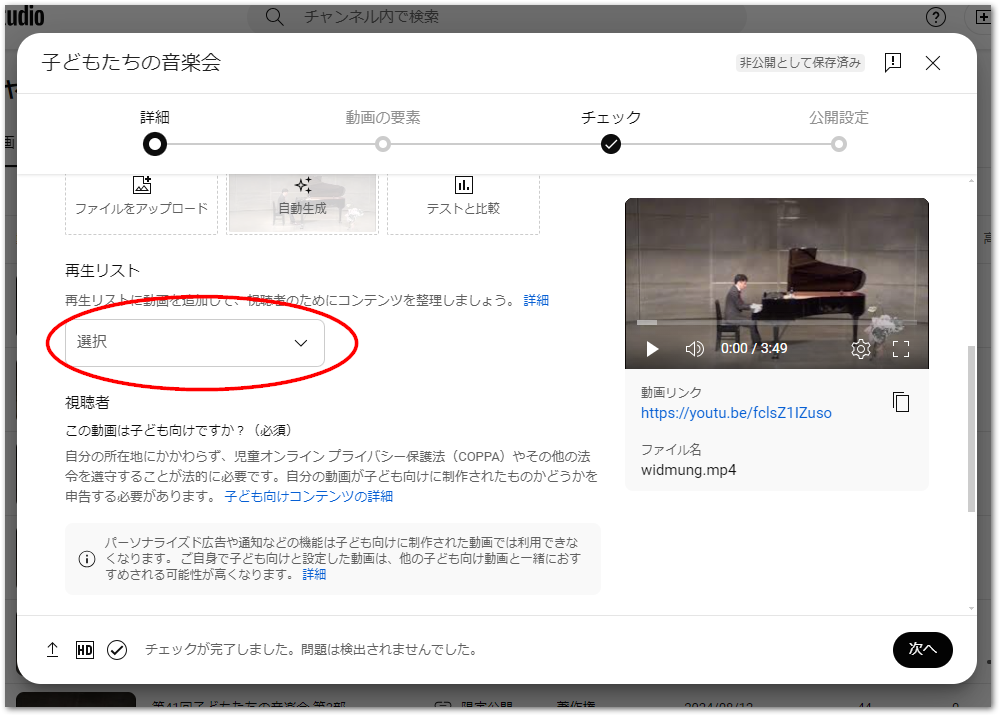 udio
チャンネル内で検索
子どもたちの音楽会
非公開として保存済み
詳細
動画の要素
チェック
公開設定
ファイルをアップロード
自動生成
テストと比較
再生リスト
再生リストに動画を追加して、視聴者のためにコンテンツを整理しましょう。 詳細
選択
視聴者
この動画は子ども向けですか？（必須）
自分の所在地にかかわらず、児童オンライン プライバシー保護法（COPPA）やその他の法
令を遵守することが法的に必要です。自分の動画が子ども向けに制作されたものかどうかを
申告する必要があります。 子ども向けコンテンツの詳細
パーソナライズド広告や通知などの機能は子ども向けに制作された動画では利用できな
くなります。ご自身で子ども向けと設定した動画は、他の子ども向け動画と一緒におす
すめされる可能性が高くなります。 詳細
0:00 / 3:49
動画リンク
https://youtu.be/fclsZ1IZuso
ファイル名
widmung.mp4
HD
チェックが完了しました。問題は検出されませんでした。
次へ